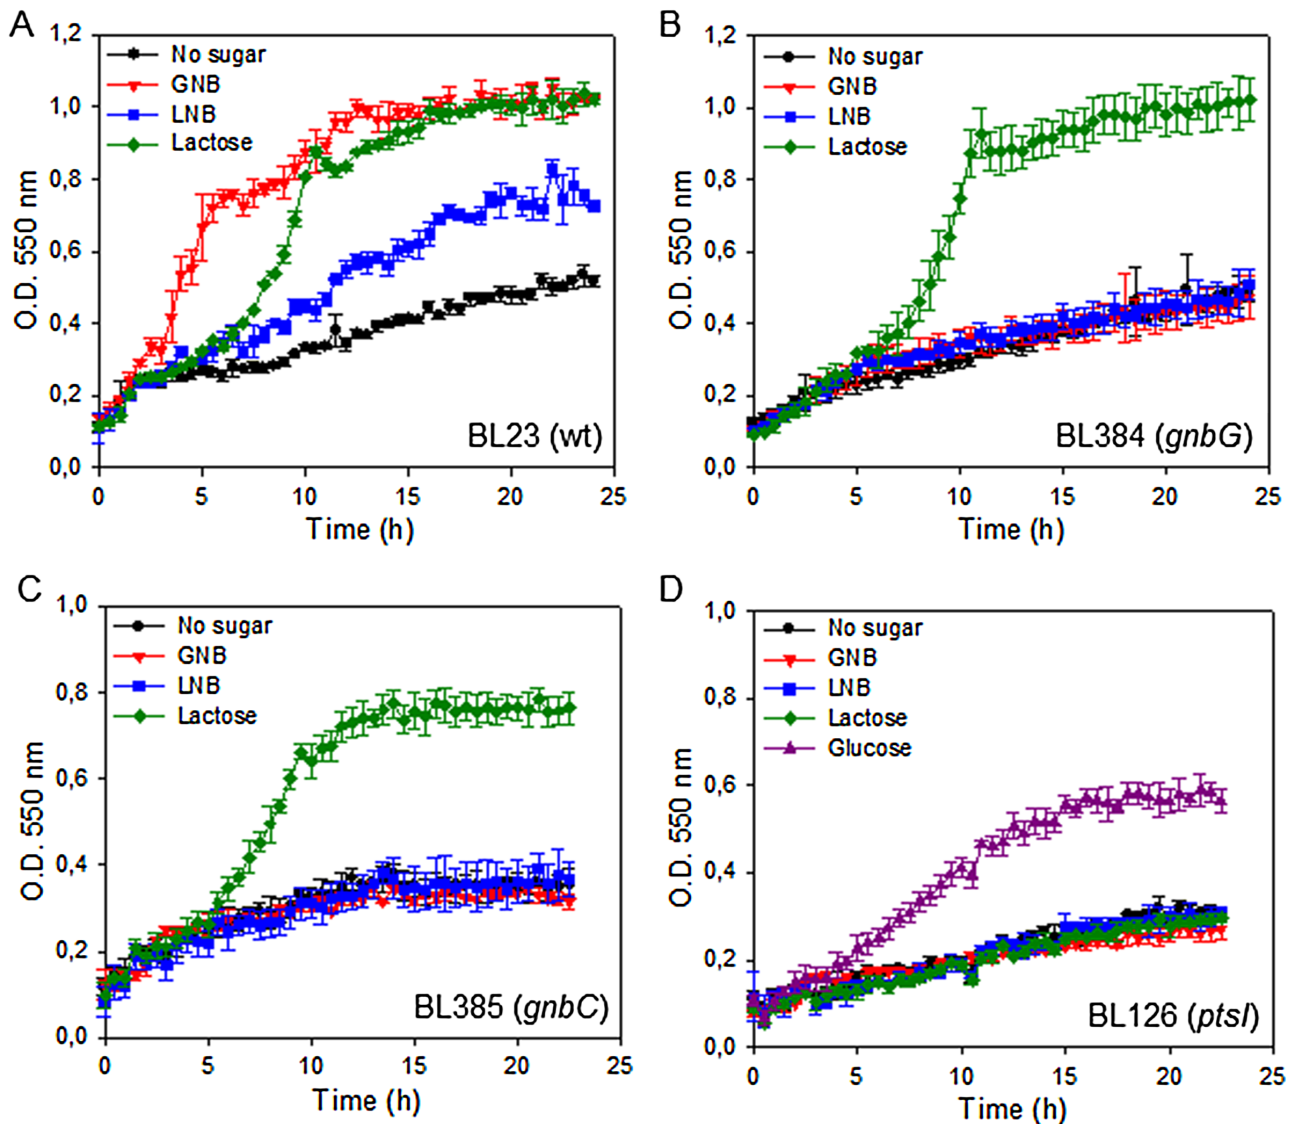 A
No sugar
GNB
LNB
Lactose
1,2
1,0
0,8
0,6
0,4
0,2
0,0
O.D. 550 nm
BL23 (wt)
0 5 10 15 20 25
Time (h)
B
No sugar
GNB
LNB
Lactose
1,2
1,0
0,8
0,6
0,4
0,2
0,0
O.D. 550 nm
BL384 (gnbG)
0 5 10 15 20 25
Time (h)
C
No sugar
GNB
LNB
Lactose
1,0
0,8
0,6
0,4
0,2
0,0
O.D. 550 nm
BL385 (gnbC)
0 5 10 15 20 25
Time (h)
D
No sugar
GNB
LNB
Lactose
Glucose
1,0
0,8
0,6
0,4
0,2
0,0
O.D. 550 nm
BL126 (ptsI)
0 5 10 15 20 25
Time (h)